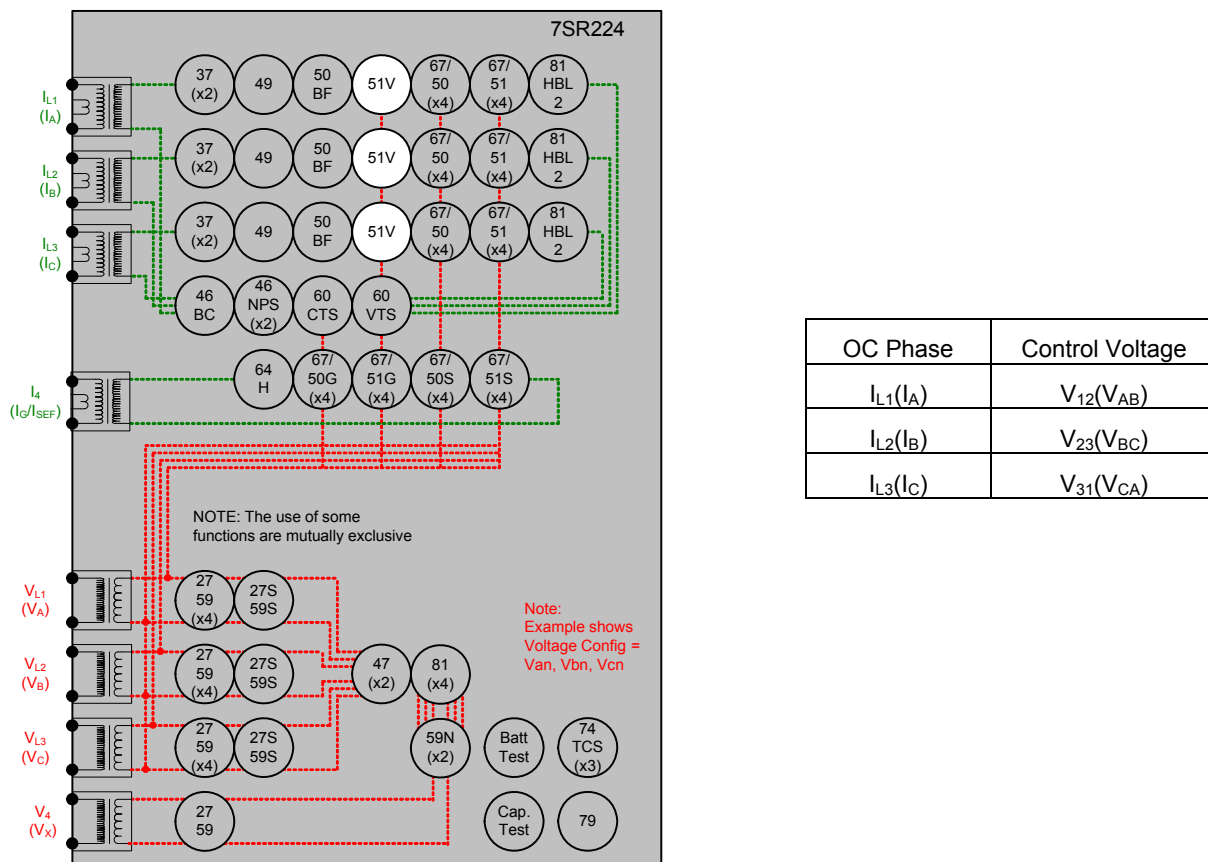 7SR224
IL1
(IA)
37
(x2)
49
50
BF
51V
67/
50
(x4)
67/
51
(x4)
81
HBL
2
IL2
(IB)
37
(x2)
49
50
BF
51V
67/
50
(x4)
67/
51
(x4)
81
HBL
2
IL3
(IC)
37
(x2)
49
50
BF
51V
67/
50
(x4)
67/
51
(x4)
81
HBL
2
46
BC
46
NPS
(x2)
60
CTS
60
VTS
I4
(IG/ISEF)
64
H
67/
50G
(x4)
67/
51G
(x4)
67/
50S
(x4)
67/
51S
(x4)
NOTE: The use of some
functions are mutually exclusive
VL1
(VA)
27
59
(x4)
27S
59S
Note:
Example shows
Voltage Config =
Van, Vbn, Vcn
VL2
(VB)
27
59
(x4)
27S
59S
47
(x2)
81
(x4)
VL3
(VC)
27
59
(x4)
27S
59S
59N
(x2)
Batt
Test
74
TCS
(x3)
V4
(VX)
27
59
Cap.
Test
79
OC Phase Control Voltage
IL1(IA) V12(VAB)
IL2(IB) V23(VBC)
IL3(IC) V31(VCA)